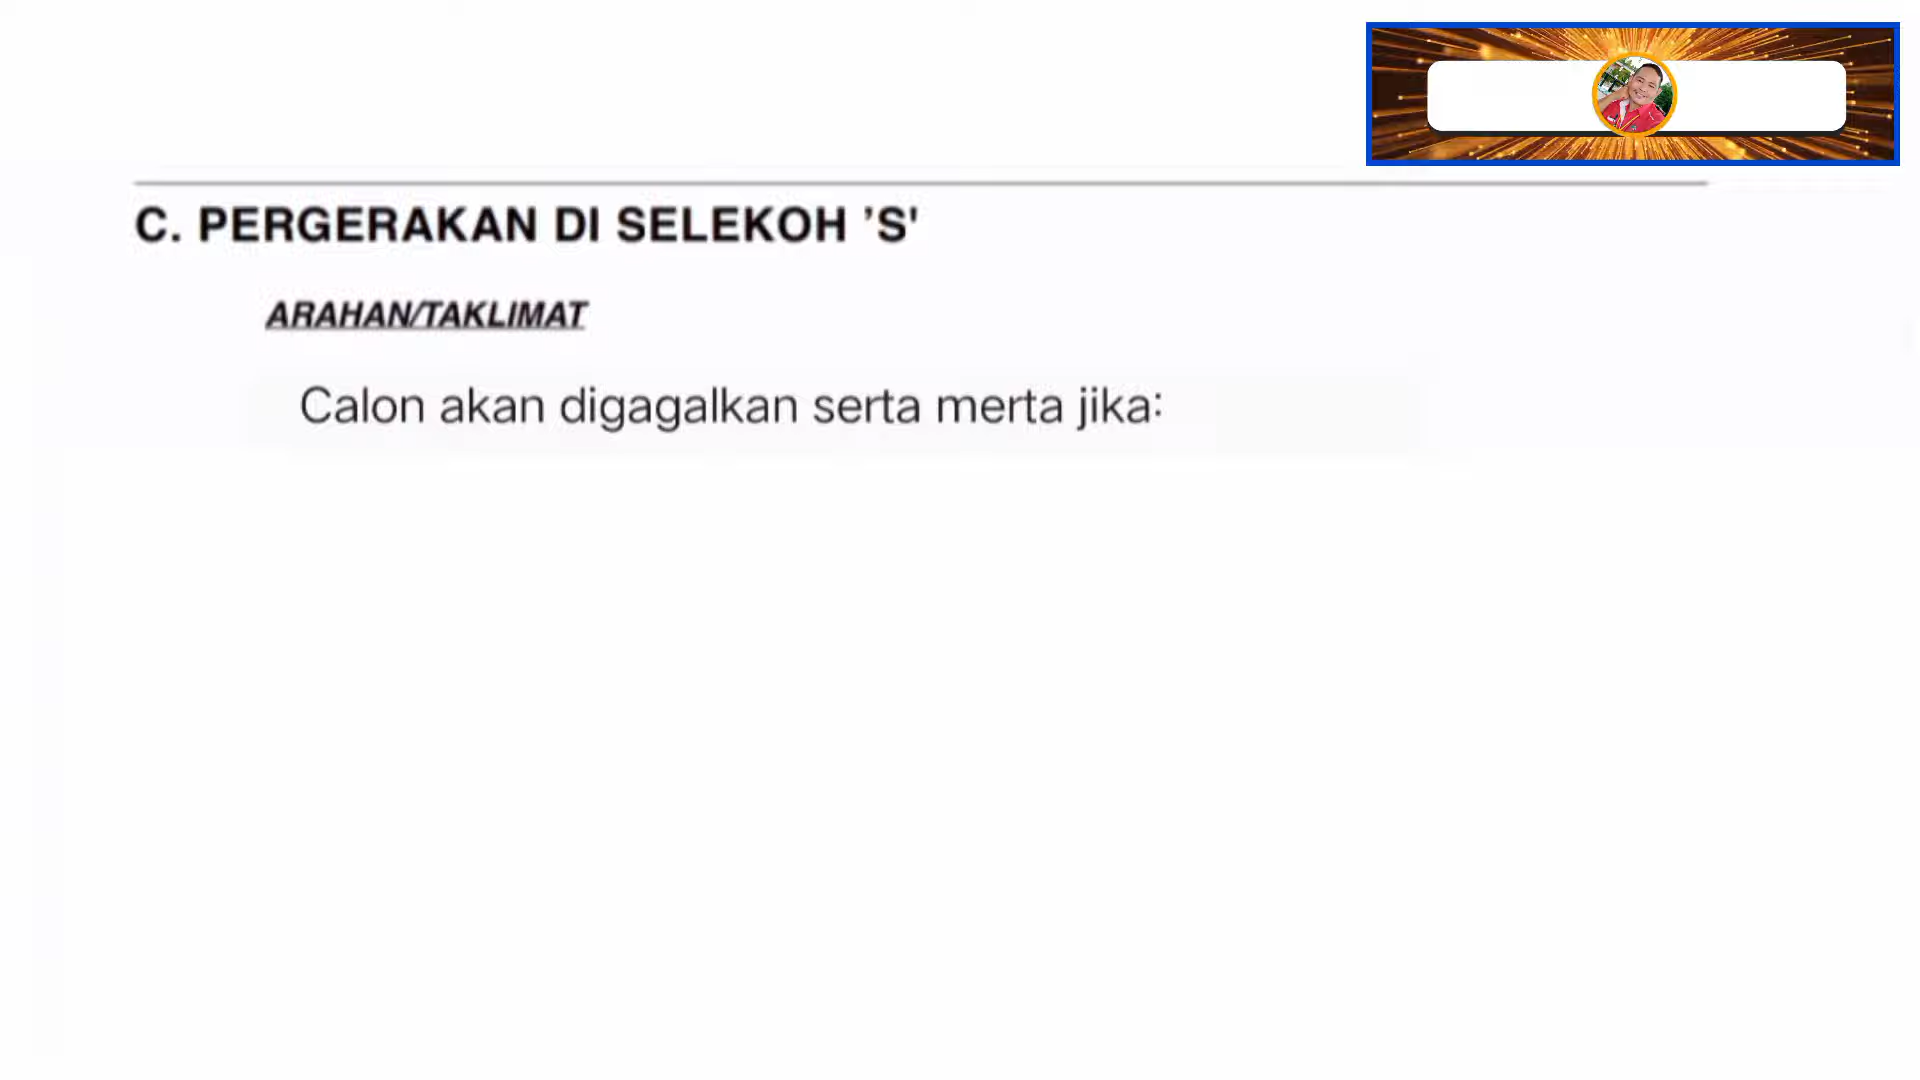 C. PERGERAKAN DI SELEKOH 'S'
ARAHAN/TAKLIMAT
Calon akan digagalkan serta merta jika: